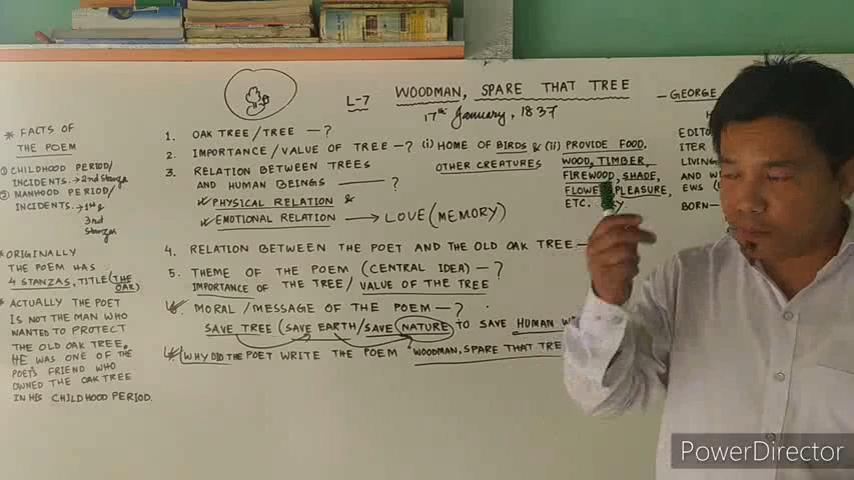 L-7 WOODMAN, SPARE THAT TREE
17th January, 1837
— GEORGE
* FACTS OF
THE POEM
① CHILDHOOD PERIOD/
INCIDENTS. → 2nd Stanza
② MANHOOD PERIOD/
INCIDENTS. → 1st &
3rd
Stanza
* ORIGINALLY
THE POEM HAS
4 STANZAS, TITLE (THE
OAK)
* ACTUALLY THE POET
IS NOT THE MAN WHO
WANTED TO PROTECT
THE OLD OAK TREE.
HE WAS ONE OF THE
POET'S FRIEND WHO
OWNED THE OAK TREE
IN HIS CHILDHOOD PERIOD.
1. OAK TREE/TREE — ?
2. IMPORTANCE/VALUE OF TREE — ? (i) HOME OF BIRDS & (ii) PROVIDE FOOD.
OTHER CREATURES WOOD, TIMBER,
FIREWOOD, SHADE,
PLEASURE,
ETC.
3. RELATION BETWEEN TREES
AND HUMAN BEINGS — ?
PHYSICAL RELATION &
EMOTIONAL RELATION → LOVE (MEMORY)
4. RELATION BETWEEN THE POET AND THE OLD OAK TREE —
5. THEME OF THE POEM (CENTRAL IDEA) — ?
IMPORTANCE OF THE TREE / VALUE OF THE TREE
6. MORAL/MESSAGE OF THE POEM — ?
SAVE TREE (SAVE EARTH/SAVE NATURE TO SAVE HUMAN
WHY DID THE POET WRITE THE POEM "WOODMAN, SPARE THAT
LIVING
AND
BORN —
PowerDirector